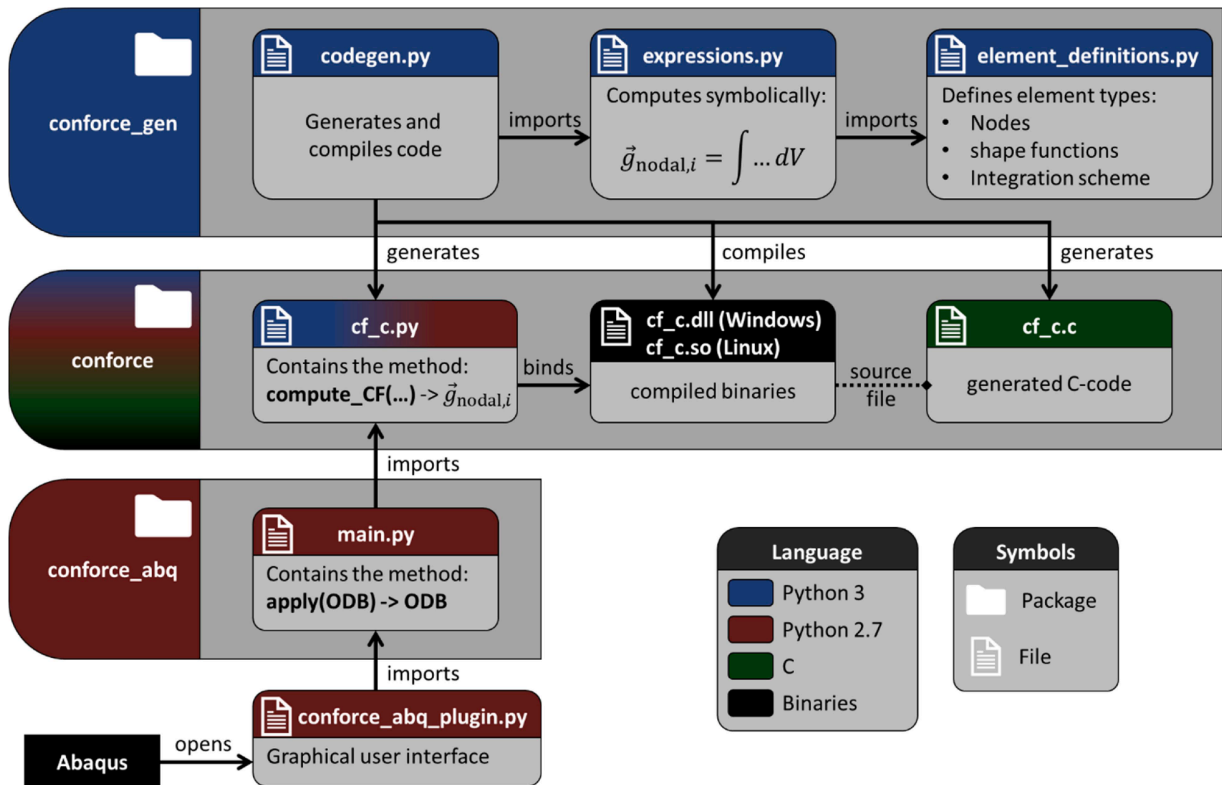 conforce_gen
codegen.py
Generates and
compiles code
imports
expressions.py
Computes symbolically:
g⃗nodal,i = ∫ … dV
imports
element_definitions.py
Defines element types:
• Nodes
• shape functions
• Integration scheme
generates
compiles
generates
conforce
cf_c.py
Contains the method:
compute_CF(...) -> g⃗nodal,i
binds
cf_c.dll (Windows)
cf_c.so (Linux)
compiled binaries
source
file
cf_c.c
generated C-code
imports
conforce_abq
main.py
Contains the method:
apply(ODB) -> ODB
imports
conforce_abq_plugin.py
Graphical user interface
Abaqus
opens
Language
Python 3
Python 2.7
C
Binaries
Symbols
Package
File